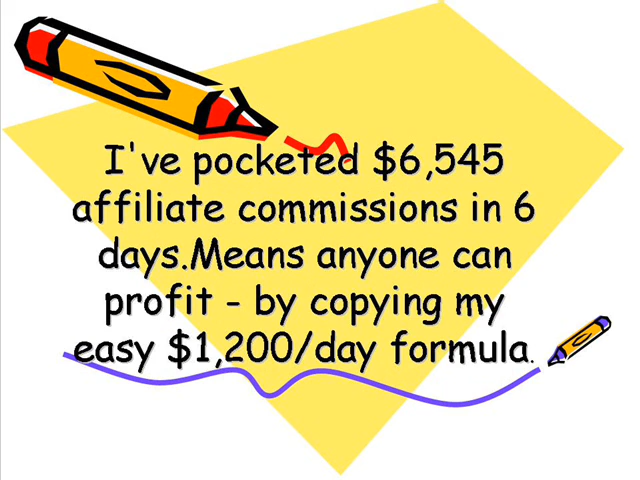 I've pocketed $6,545
affiliate commissions in 6
days.Means anyone can
profit - by copying my
easy $1,200/day formula.